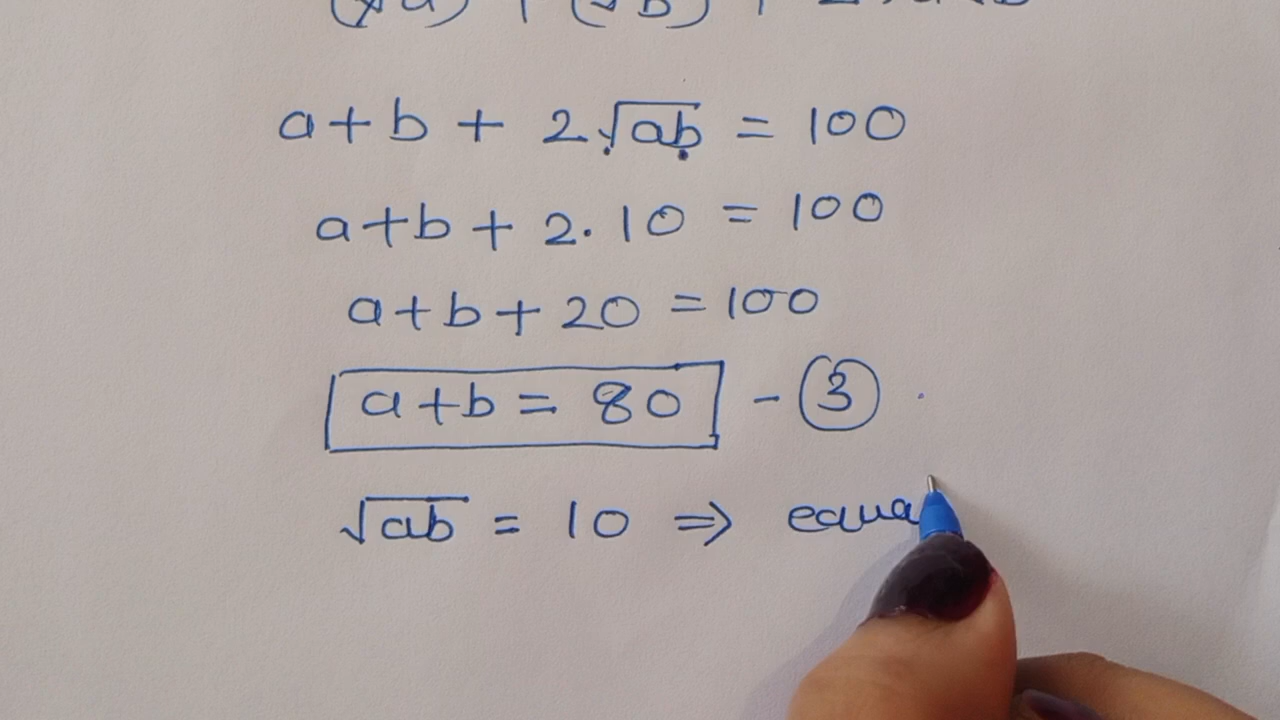 a+b + 2√ab = 100
a+b + 2.10 = 100
a+b+20 = 100
a+b = 80 - ③
√ab = 10 ⇒ equa